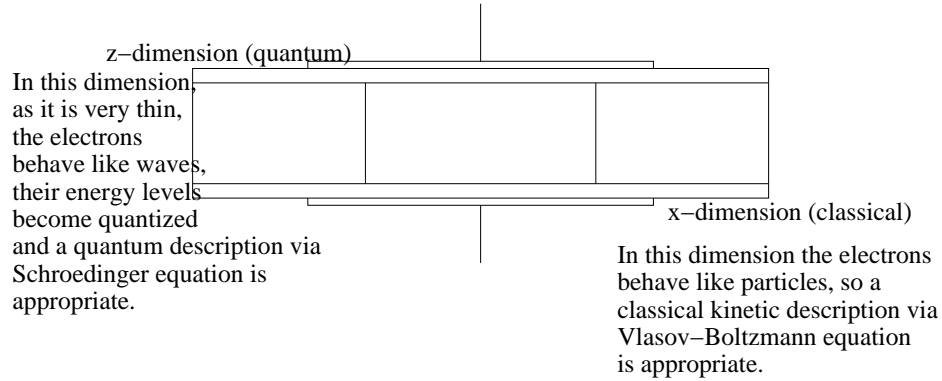 z−dimension (quantum)
In this dimension,
as it is very thin,
the electrons
behave like waves,
their energy levels
become quantized
and a quantum description via
Schroedinger equation is
appropriate.
x−dimension (classical)
In this dimension the electrons
behave like particles, so a
classical kinetic description via
Vlasov−Boltzmann equation
is appropriate.